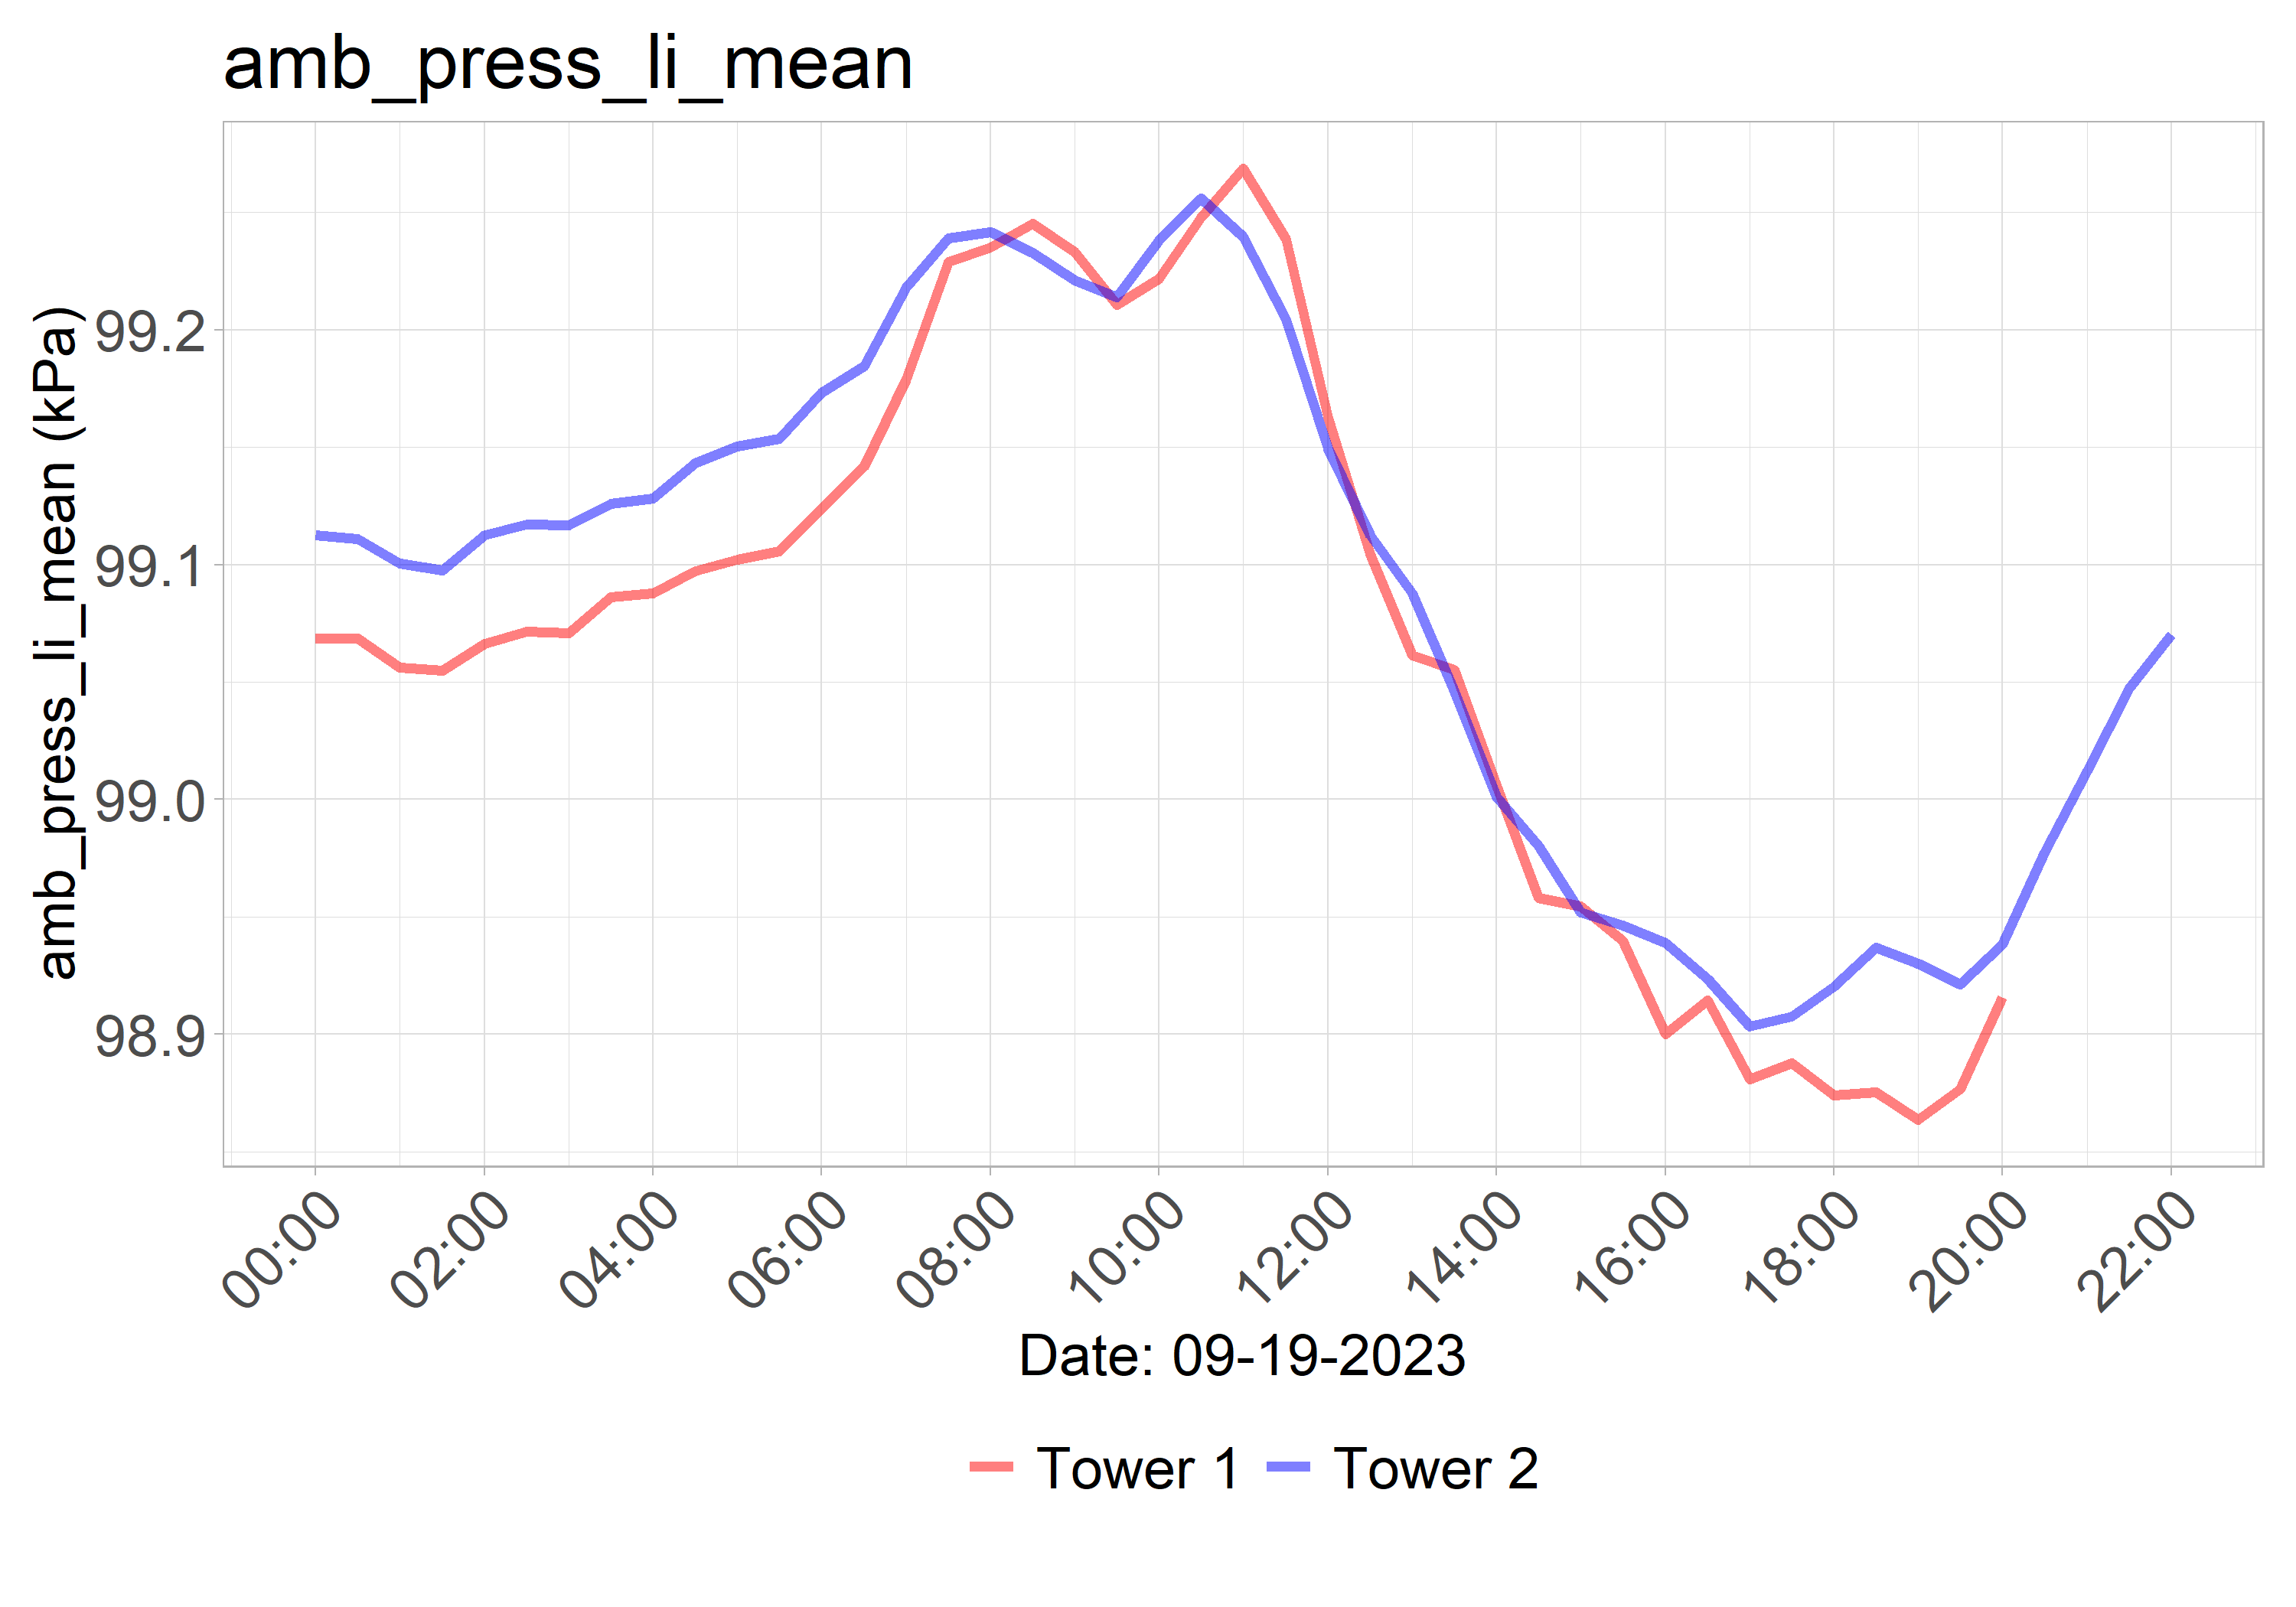 amb_press_li_mean
amb_press_li_mean (kPa)
99.2
99.1
99.0
98.9
00:00 02:00 04:00 06:00 08:00 10:00 12:00 14:00 16:00 18:00 20:00 22:00
Date: 09-19-2023
Tower 1 Tower 2